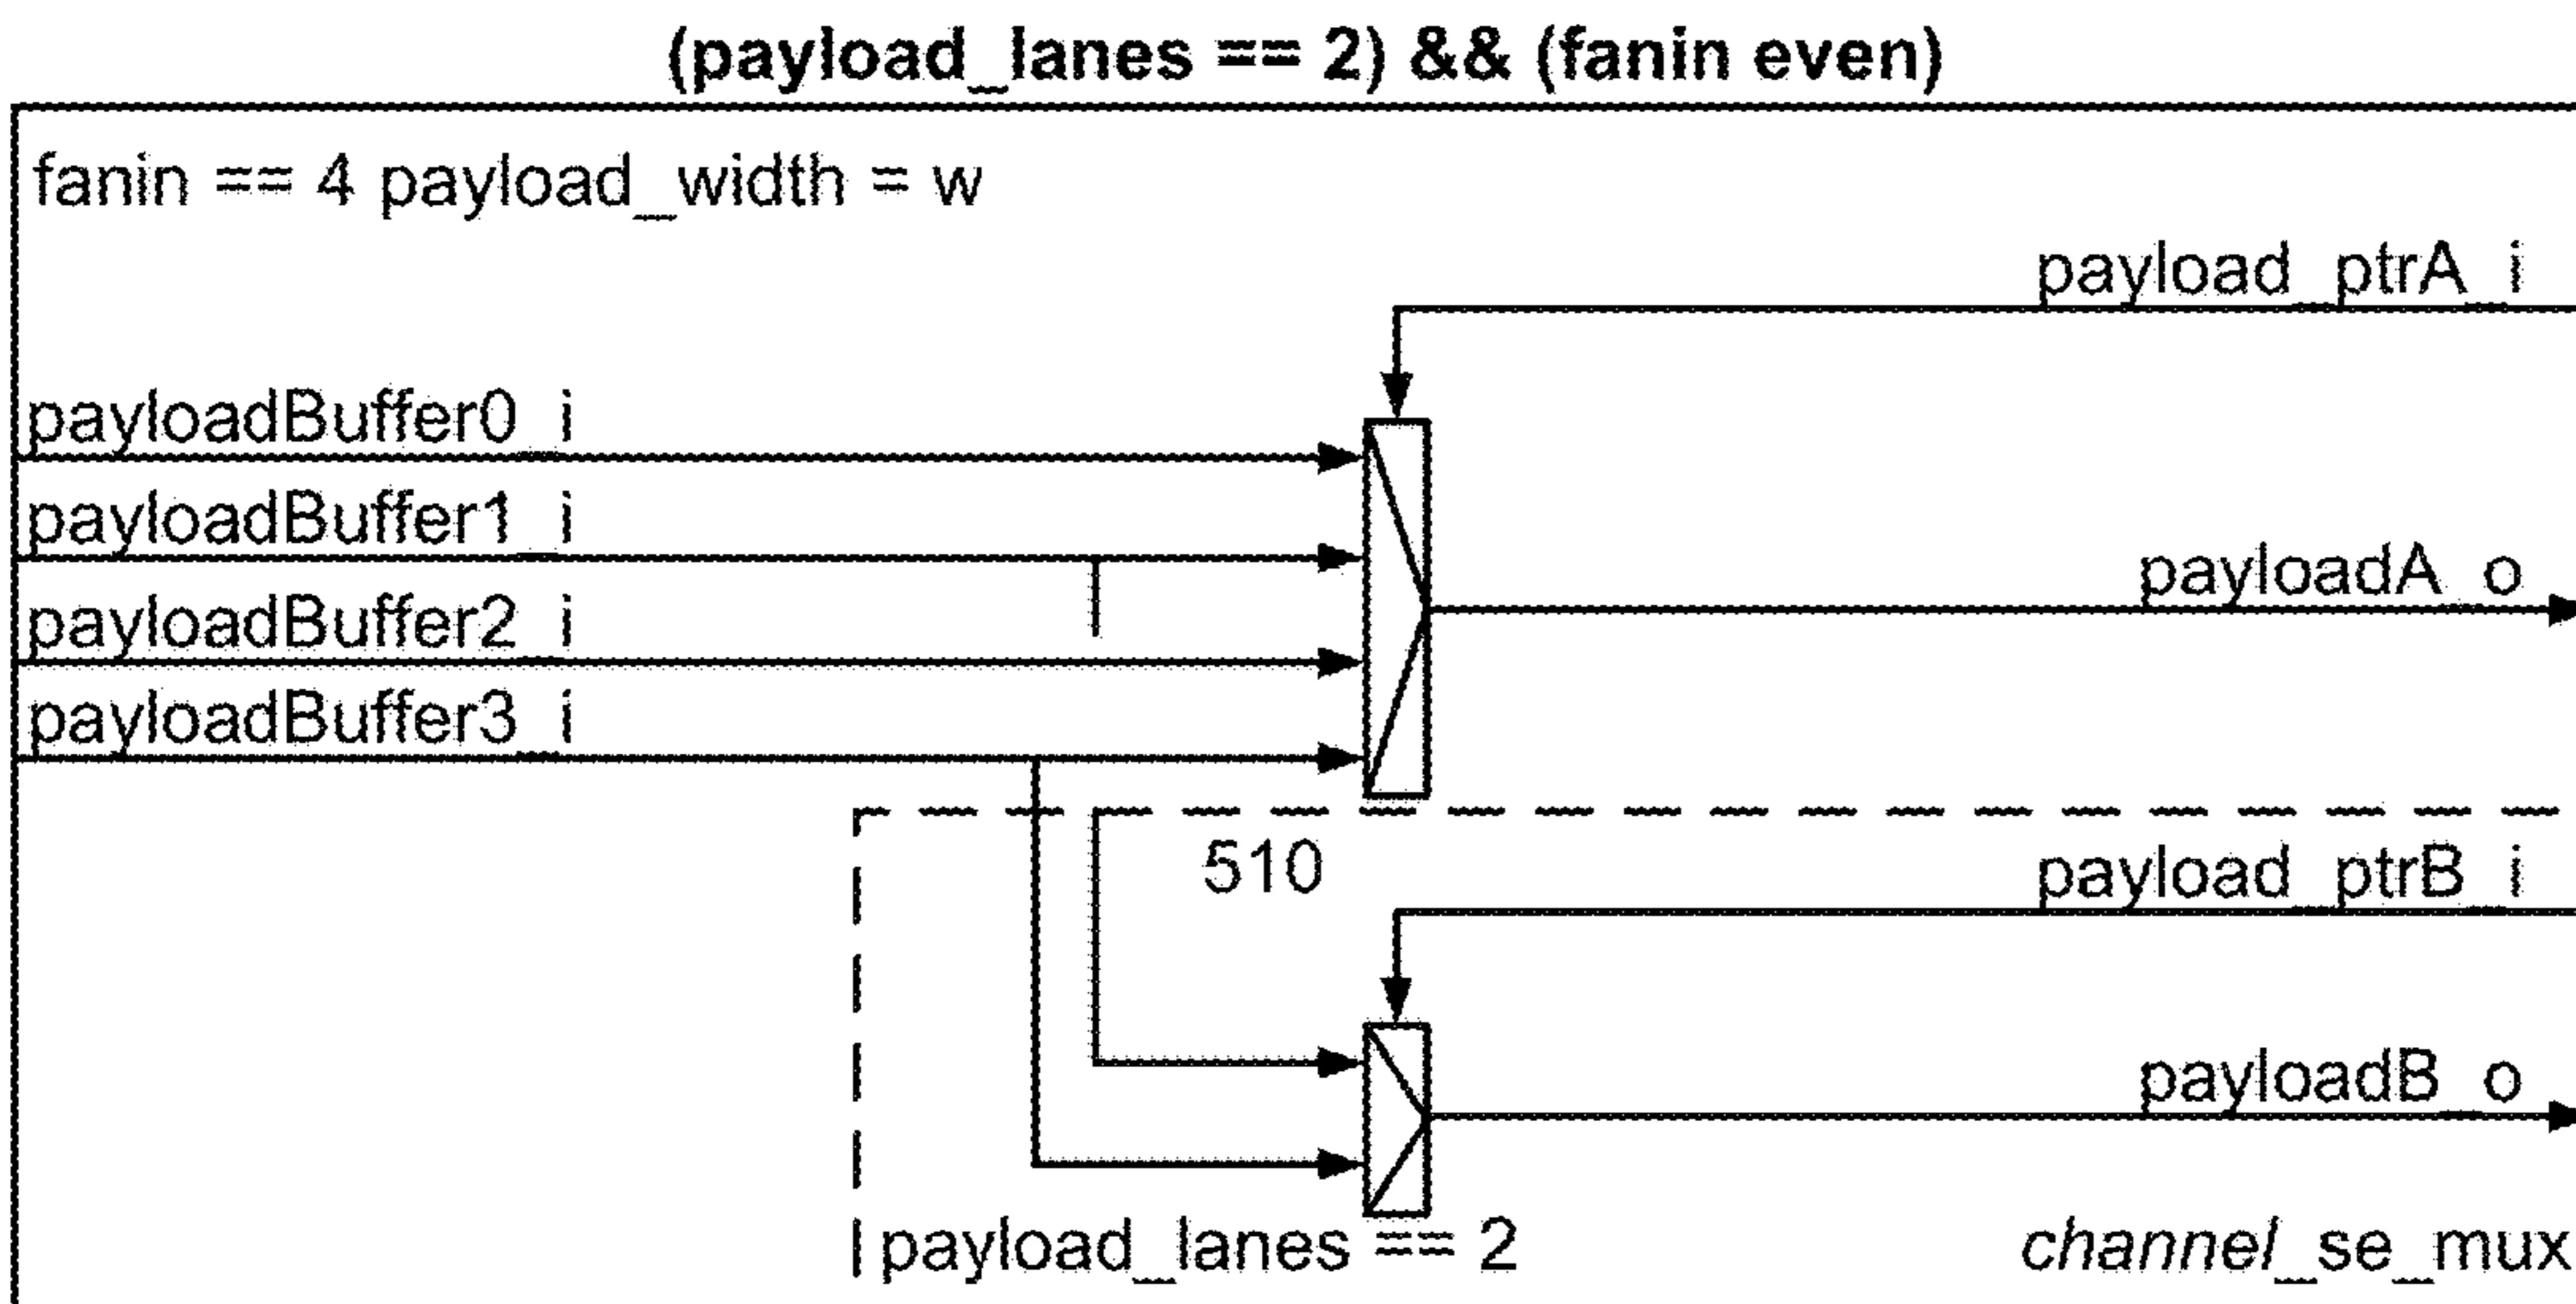 (payload_lanes == 2) && (fanin even)
fanin == 4 payload_width = w
payload_ptrA_i
payloadBuffer0_i
payloadBuffer1_i
payloadA_o
payloadBuffer2_i
payloadBuffer3_i
510
payload_ptrB_i
payloadB_o
payload_lanes == 2
channel_se_mux